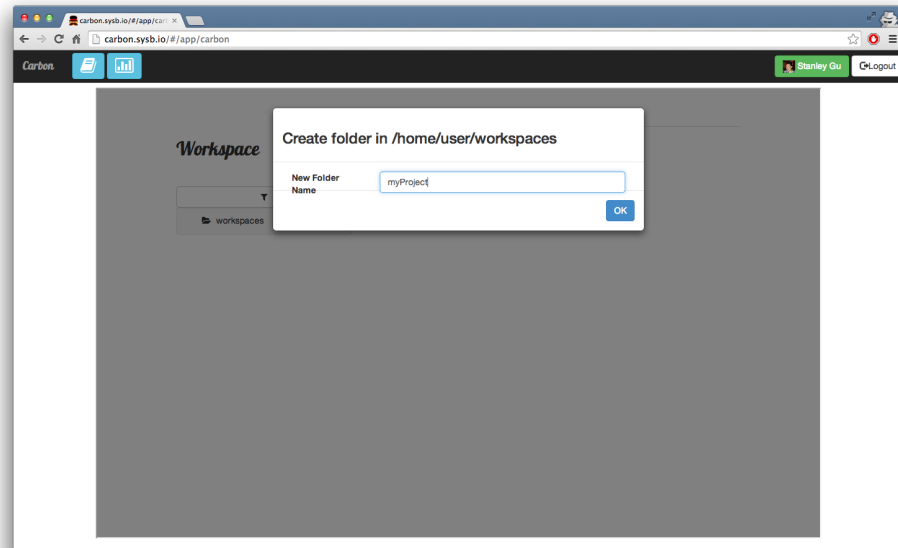 carbon.sysb.io/#/app/carb
carbon.sysb.io/#/app/carbon
Carbon
Stanley Gu
Logout
Create folder in /home/user/workspaces
Workspace
New Folder
Name
myProject
OK
workspaces